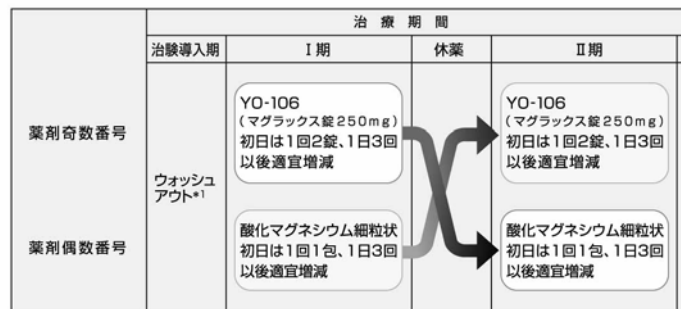 治療期間
治験導入期
Ⅰ期
休薬
Ⅱ期
薬剤奇数番号
ウォッシュ
アウト*1
YO-106
(マグラックス錠250mg)
初日は1回2錠、1日3回
以後適宜増減
YO-106
(マグラックス錠250mg)
初日は1回2錠、1日3回
以後適宜増減
薬剤偶数番号
酸化マグネシウム細粒状
初日は1回1包、1日3回
以後適宜増減
酸化マグネシウム細粒状
初日は1回1包、1日3回
以後適宜増減